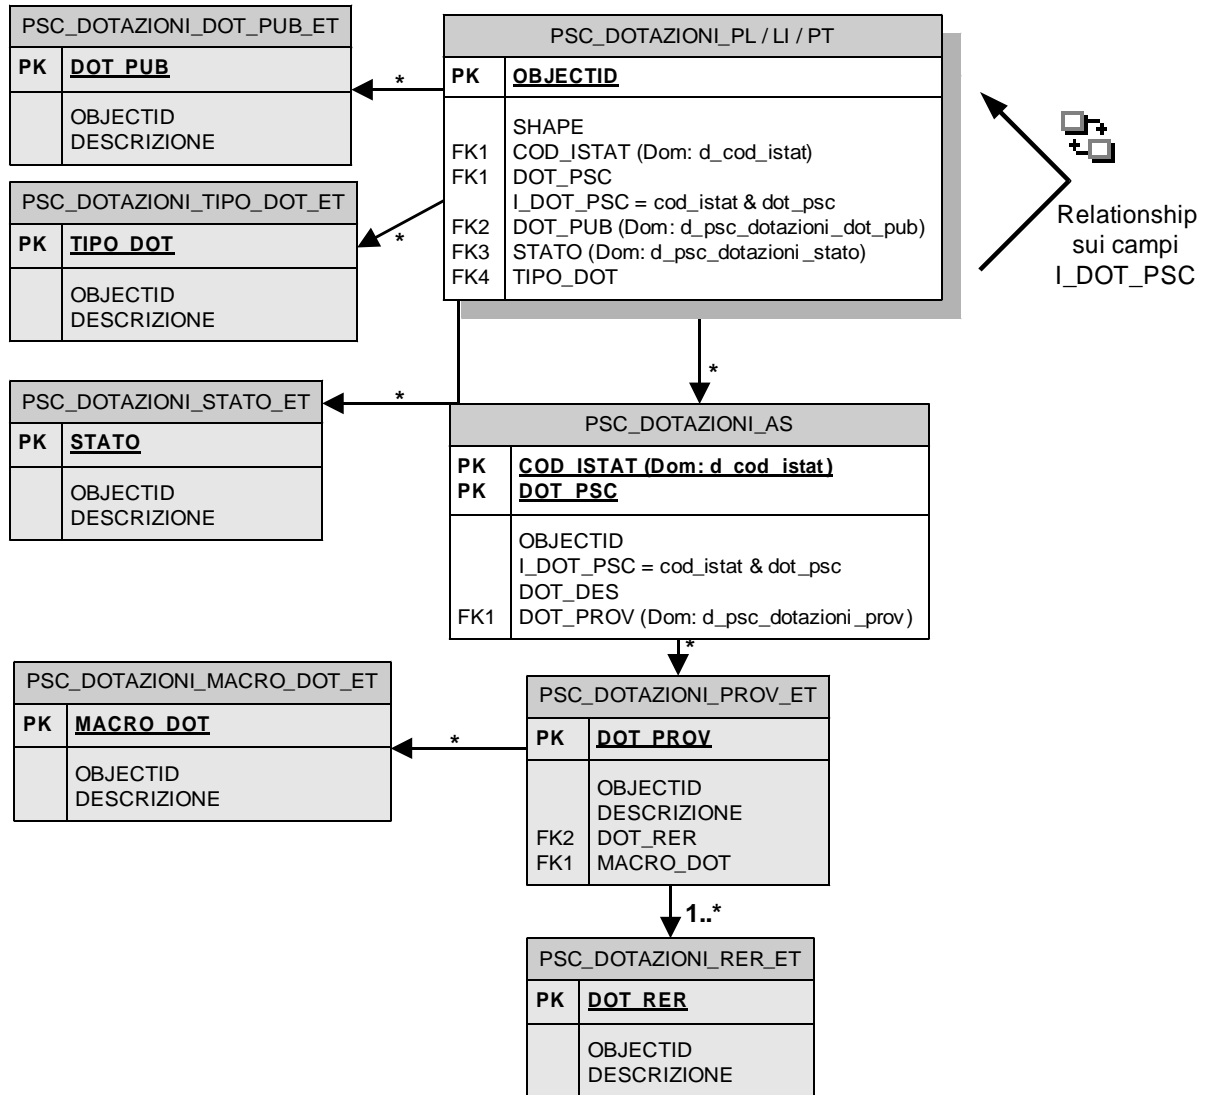 PSC_DOTAZIONI_DOT_PUB_ET
PK DOT_PUB
OBJECTID
DESCRIZIONE
PSC_DOTAZIONI_PL / LI / PT
PK OBJECTID
SHAPE
FK1 COD_ISTAT (Dom: d_cod_istat)
FK1 DOT_PSC
I_DOT_PSC = cod_istat & dot_psc
FK2 DOT_PUB (Dom: d_psc_dotazioni_dot_pub)
FK3 STATO (Dom: d_psc_dotazioni_stato)
FK4 TIPO_DOT
*
Relationship
sui campi
I_DOT_PSC
PSC_DOTAZIONI_TIPO_DOT_ET
PK TIPO_DOT
OBJECTID
DESCRIZIONE
*
*
PSC_DOTAZIONI_STATO_ET
PK STATO
OBJECTID
DESCRIZIONE
*
PSC_DOTAZIONI_AS
PK COD_ISTAT (Dom: d_cod_istat)
PK DOT_PSC
OBJECTID
I_DOT_PSC = cod_istat & dot_psc
DOT_DES
FK1 DOT_PROV (Dom: d_psc_dotazioni_prov)
*
PSC_DOTAZIONI_MACRO_DOT_ET
PK MACRO_DOT
OBJECTID
DESCRIZIONE
*
PSC_DOTAZIONI_PROV_ET
PK DOT_PROV
OBJECTID
DESCRIZIONE
FK2 DOT_RER
FK1 MACRO_DOT
1..*
PSC_DOTAZIONI_RER_ET
PK DOT_RER
OBJECTID
DESCRIZIONE